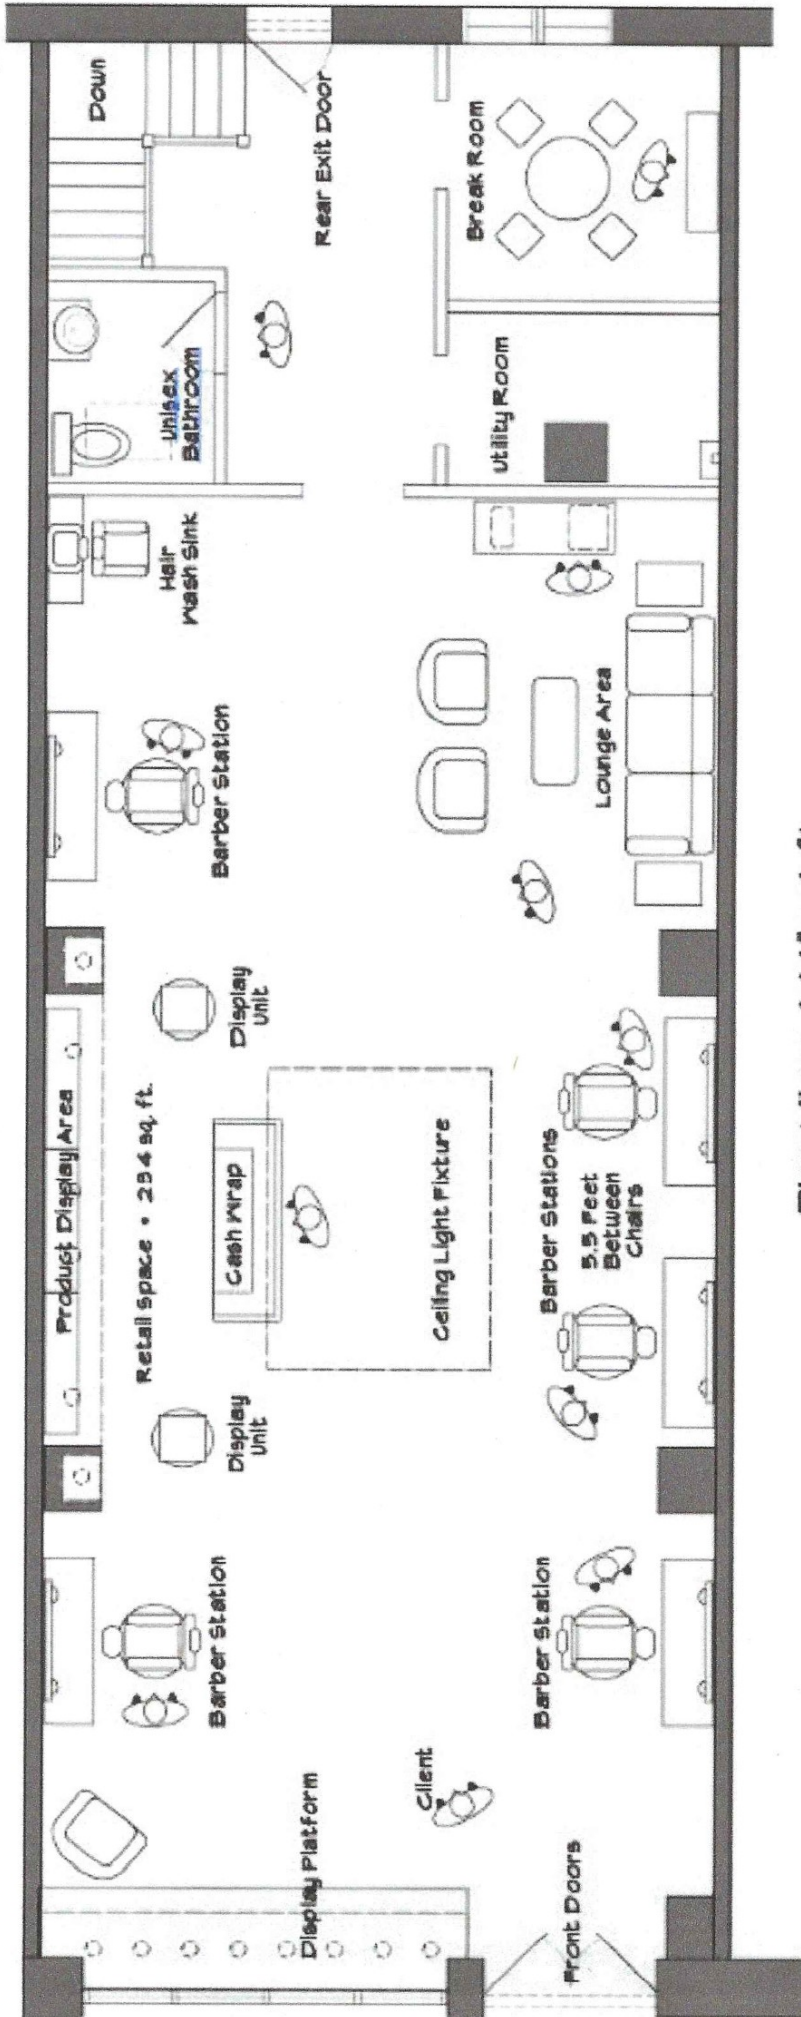 Down
Unisex
Bathroom
Rear Exit Door
Break Room
Utility Room
Hair
Wash Sink
Barber Station
Lounge Area
Product Display Area
Retail Space • 234 sq. ft.
Display
Unit
Cash Wrap
Ceiling Light Fixture
Display
Unit
Barber Stations
5.5 Feet
Between
Chairs
Barber Station
Barber Station
Display Platform
Client
Front Doors